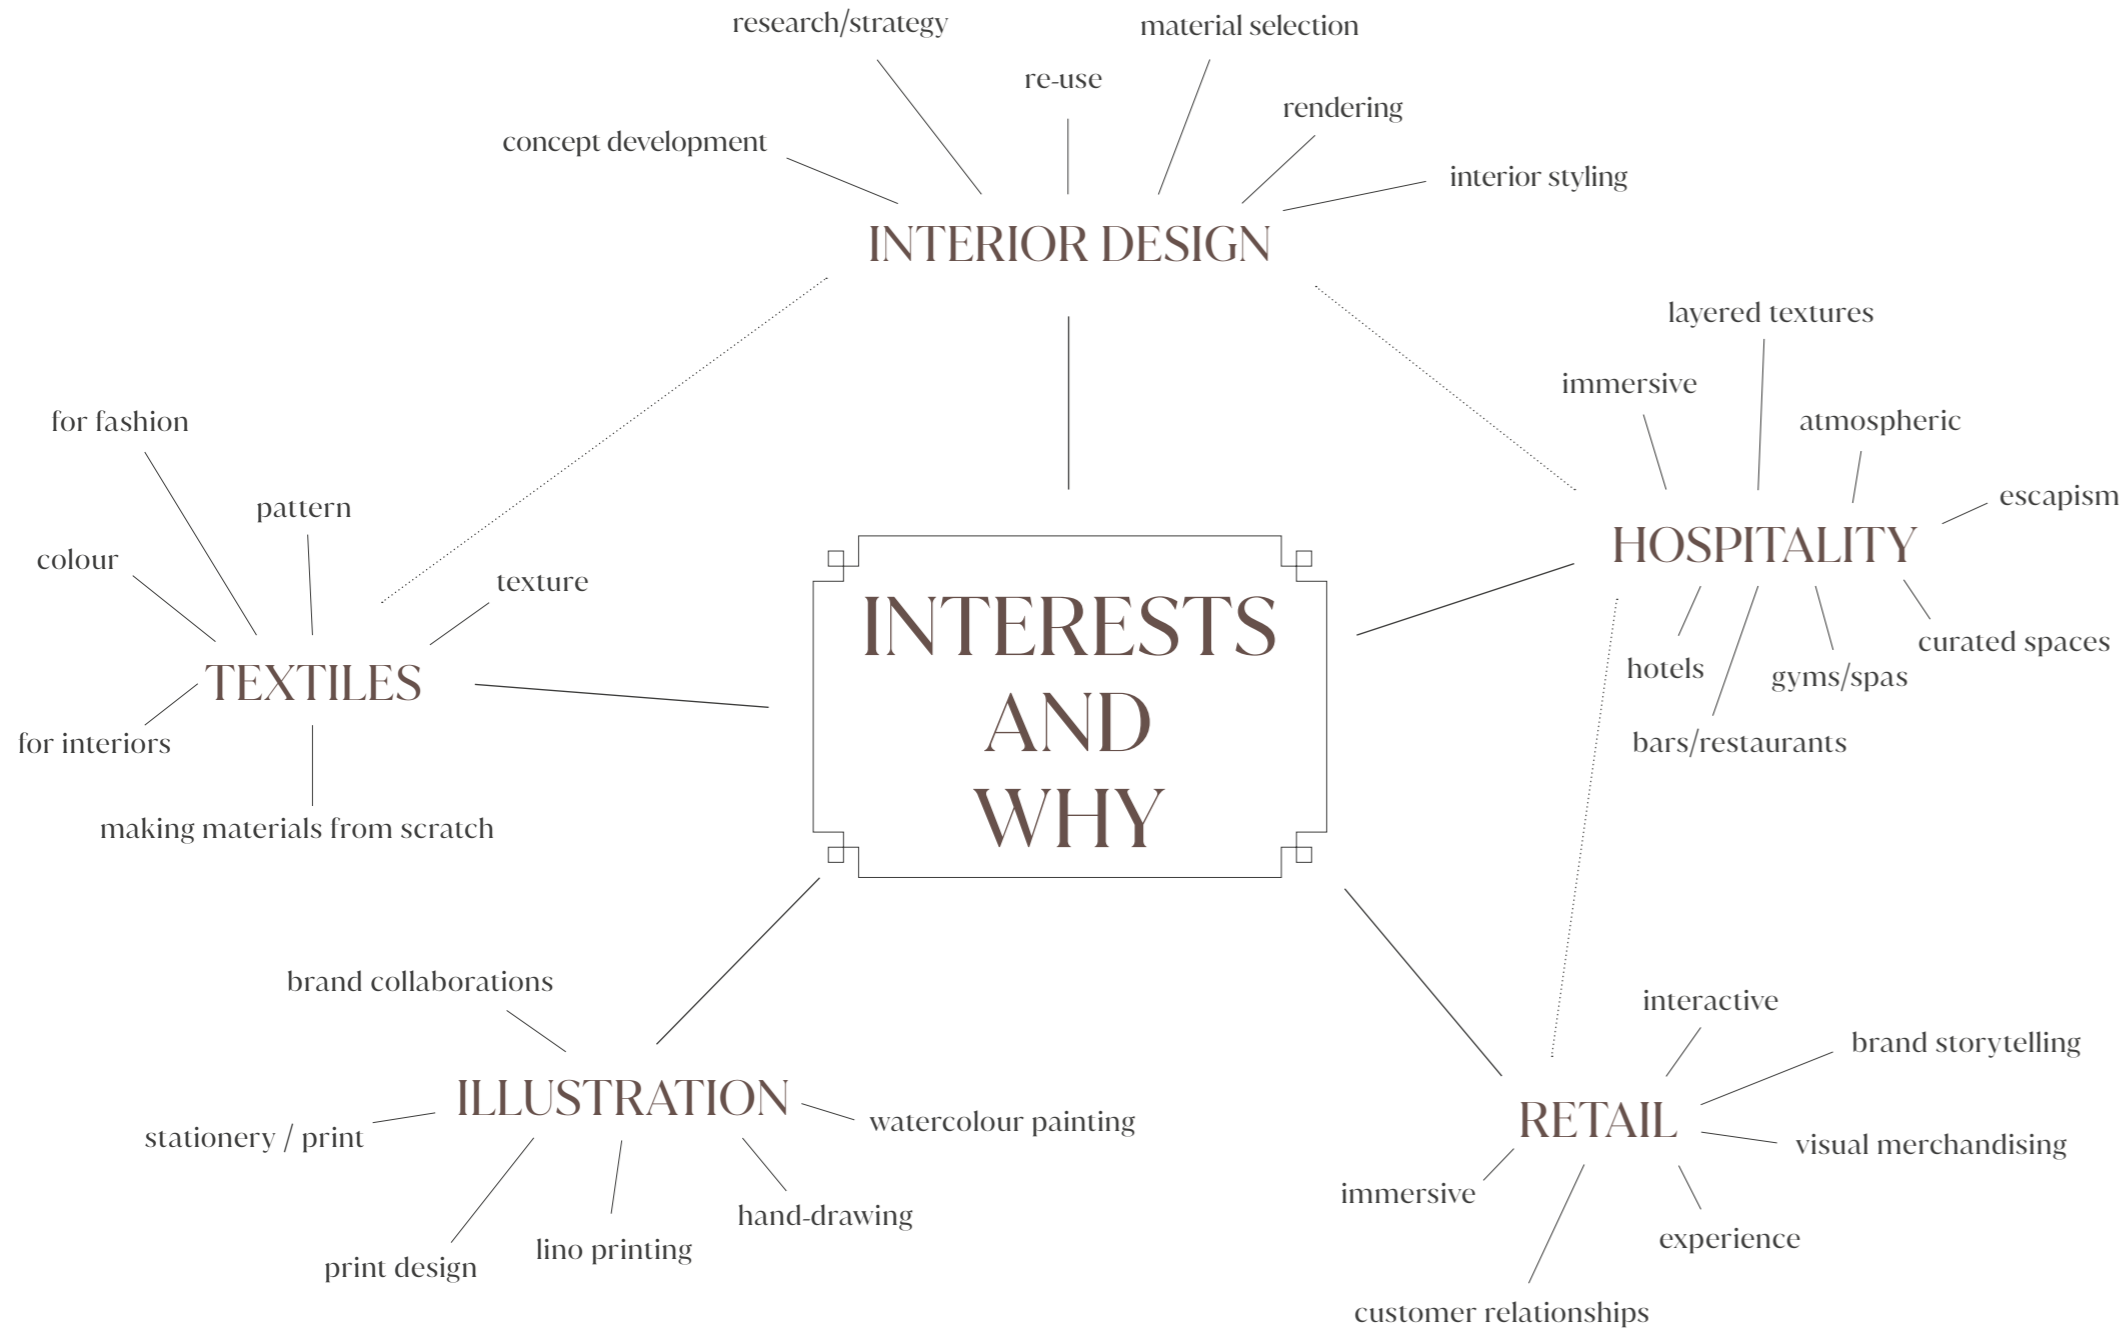 research/strategy
material selection
re-use
rendering
concept development
interior styling
INTERIOR DESIGN
layered textures
immersive
atmospheric
escapism
HOSPITALITY
hotels
gyms/spas
curated spaces
bars/restaurants
for fashion
pattern
colour
texture
TEXTILES
for interiors
making materials from scratch
INTERESTS
AND
WHY
brand collaborations
ILLUSTRATION
stationery / print
watercolour painting
hand-drawing
lino printing
print design
interactive
brand storytelling
RETAIL
visual merchandising
immersive
experience
customer relationships